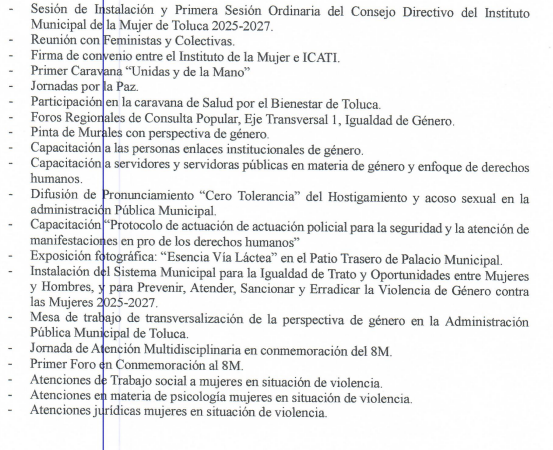 - Sesión de Instalación y Primera Sesión Ordinaria del Consejo Directivo del Instituto
Municipal de la Mujer de Toluca 2025-2027.
- Reunión con Feministas y Colectivas.
- Firma de convenio entre el Instituto de la Mujer e ICATI.
- Primer Caravana “Unidas y de la Mano”
- Jornadas por la Paz.
- Participación en la caravana de Salud por el Bienestar de Toluca.
- Foros Regionales de Consulta Popular, Eje Transversal 1, Igualdad de Género.
- Pinta de Murales con perspectiva de género.
- Capacitación a las personas enlaces institucionales de género.
- Capacitación a servidores y servidoras públicas en materia de género y enfoque de derechos
humanos.
- Difusión de Pronunciamiento “Cero Tolerancia” del Hostigamiento y acoso sexual en la
administración Pública Municipal.
- Capacitación “Protocolo de actuación de actuación policial para la seguridad y la atención de
manifestaciones en pro de los derechos humanos”
- Exposición fotográfica: “Esencia Vía Láctea” en el Patio Trasero de Palacio Municipal.
- Instalación del Sistema Municipal para la Igualdad de Trato y Oportunidades entre Mujeres
y Hombres, y para Prevenir, Atender, Sancionar y Erradicar la Violencia de Género contra
las Mujeres 2025-2027.
- Mesa de trabajo de transversalización de la perspectiva de género en la Administración
Pública Municipal de Toluca.
- Jornada de Atención Multidisciplinaria en conmemoración del 8M.
- Primer Foro en Conmemoración al 8M.
- Atenciones de Trabajo social a mujeres en situación de violencia.
- Atenciones en materia de psicología mujeres en situación de violencia.
- Atenciones jurídicas mujeres en situación de violencia.